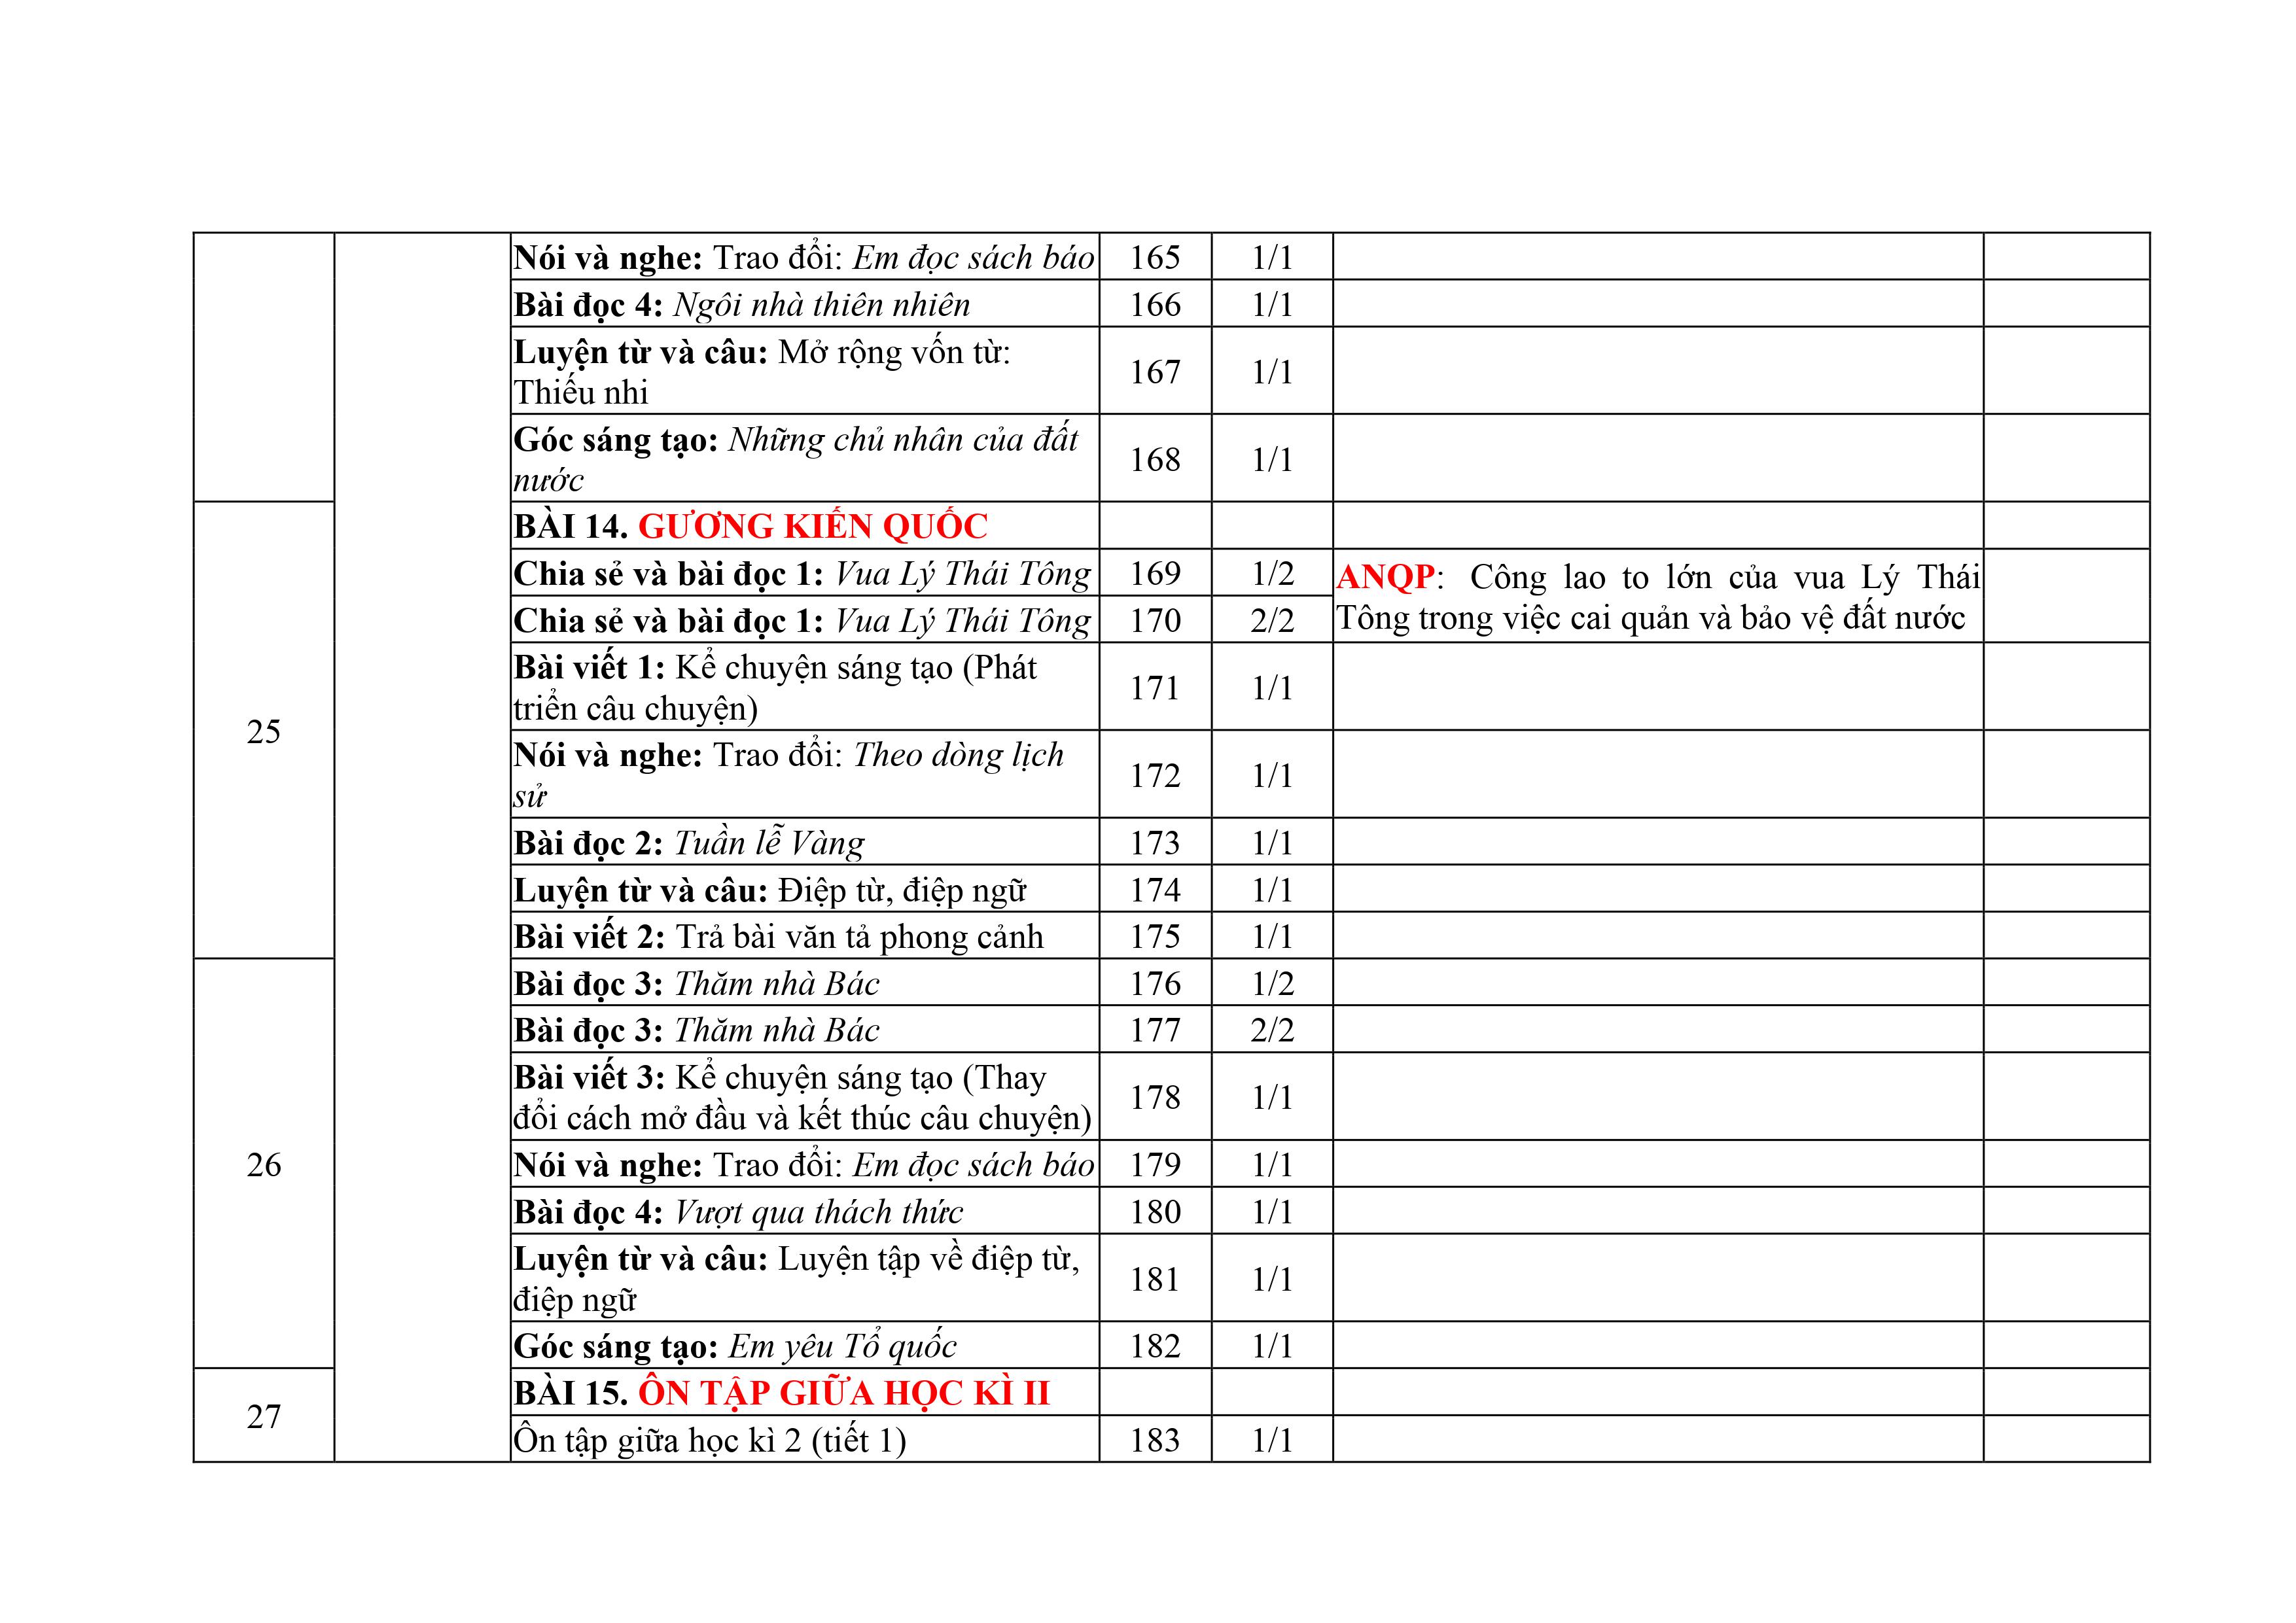 Nói và nghe: Trao đổi: Em đọc sách báo 165 1/1
Bài đọc 4: Ngôi nhà thiên nhiên 166 1/1
Luyện từ và câu: Mở rộng vốn từ:
Thiếu nhi 167 1/1
Góc sáng tạo: Những chủ nhân của đất
nước 168 1/1
25
BÀI 14. GƯƠNG KIẾN QUỐC
Chia sẻ và bài đọc 1: Vua Lý Thái Tông 169 1/2
Chia sẻ và bài đọc 1: Vua Lý Thái Tông 170 2/2
ANQP: Công lao to lớn của vua Lý Thái
Tông trong việc cai quản và bảo vệ đất nước
Bài viết 1: Kể chuyện sáng tạo (Phát
triển câu chuyện) 171 1/1
Nói và nghe: Trao đổi: Theo dòng lịch
sử 172 1/1
Bài đọc 2: Tuần lễ Vàng 173 1/1
Luyện từ và câu: Điệp từ, điệp ngữ 174 1/1
Bài viết 2: Trả bài văn tả phong cảnh 175 1/1
26
Bài đọc 3: Thăm nhà Bác 176 1/2
Bài đọc 3: Thăm nhà Bác 177 2/2
Bài viết 3: Kể chuyện sáng tạo (Thay
đổi cách mở đầu và kết thúc câu chuyện) 178 1/1
Nói và nghe: Trao đổi: Em đọc sách báo 179 1/1
Bài đọc 4: Vượt qua thách thức 180 1/1
Luyện từ và câu: Luyện tập về điệp từ,
điệp ngữ 181 1/1
Góc sáng tạo: Em yêu Tổ quốc 182 1/1
27
BÀI 15. ÔN TẬP GIỮA HỌC KÌ II
Ôn tập giữa học kì 2 (tiết 1) 183 1/1